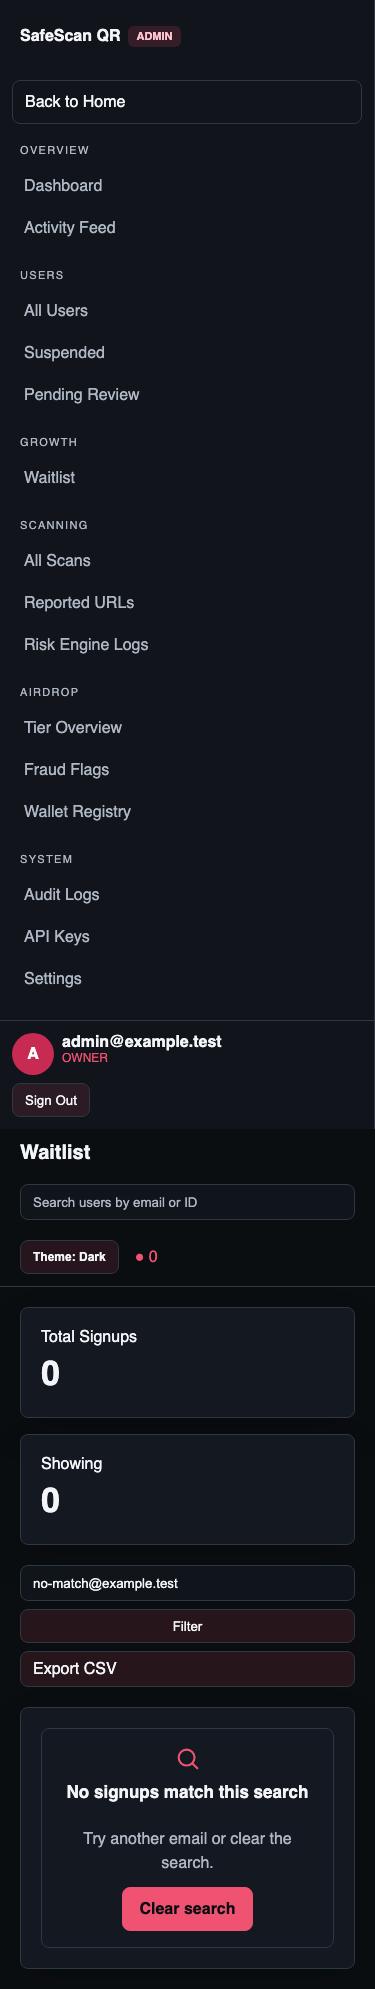 SafeScan QR ADMIN
Back to Home
OVERVIEW
Dashboard
Activity Feed
USERS
All Users
Suspended
Pending Review
GROWTH
Waitlist
SCANNING
All Scans
Reported URLs
Risk Engine Logs
AIRDROP
Tier Overview
Fraud Flags
Wallet Registry
SYSTEM
Audit Logs
API Keys
Settings
A admin@example.test
OWNER
Sign Out
Waitlist
Search users by email or ID
Theme: Dark 0
Total Signups
0
Showing
0
no-match@example.test
Filter
Export CSV
No signups match this search
Try another email or clear the
search.
Clear search